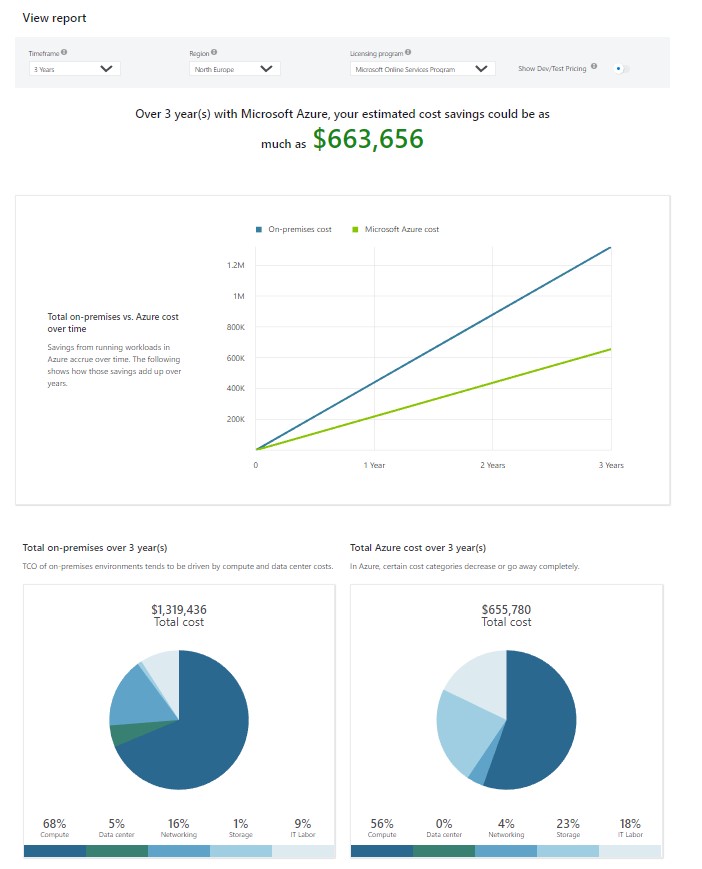 View report
Timeframe
Region
Licensing program
3 Years
North Europe
Microsoft Online Services Program
Show Dev/Test Pricing
Over 3 year(s) with Microsoft Azure, your estimated cost savings could be as
much as $663,656
On-premises cost
Microsoft Azure cost
Total on-premises vs. Azure cost
over time
Savings from running workloads in
Azure accrue over time. The following
shows how those savings add up over
years.
1.2M
1M
800K
600K
400K
200K
0
1 Year
2 Years
3 Years
Total on-premises over 3 year(s)
TCO of on-premises environments tends to be driven by compute and data center costs.
$1,319,436
Total cost
68%
5%
16%
1%
9%
Compute
Data center
Networking
Storage
IT Labor
Total Azure cost over 3 year(s)
In Azure, certain cost categories decrease or go away completely.
$655,780
Total cost
56%
0%
4%
23%
18%
Compute
Data center
Networking
Storage
IT Labor